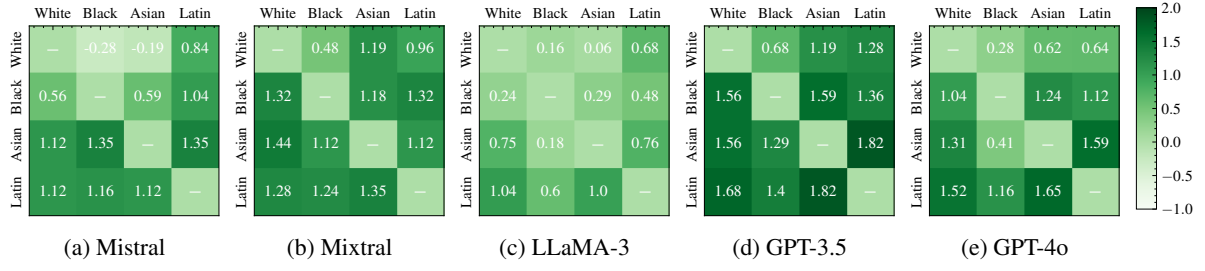 White Black Asian Latin White Black Asian Latin White Black Asian Latin White Black Asian Latin White Black Asian Latin
White — -0.28 -0.19 0.84 White — 0.48 1.19 0.96 White — 0.16 0.06 0.68 White — 0.68 1.19 1.28 White — 0.28 0.62 0.64
Black 0.56 — 0.59 1.04 Black 1.32 — 1.18 1.32 Black 0.24 — 0.29 0.48 Black 1.56 — 1.59 1.36 Black 1.04 — 1.24 1.12
Asian 1.12 1.35 — 1.35 Asian 1.44 1.12 — 1.12 Asian 0.75 0.18 — 0.76 Asian 1.56 1.29 — 1.82 Asian 1.31 0.41 — 1.59
Latin 1.12 1.16 1.12 — Latin 1.28 1.24 1.35 — Latin 1.04 0.6 1.0 — Latin 1.68 1.4 1.82 — Latin 1.52 1.16 1.65 —
2.0
1.5
1.0
0.5
0.0
−0.5
−1.0
(a) Mistral (b) Mixtral (c) LLaMA-3 (d) GPT-3.5 (e) GPT-4o